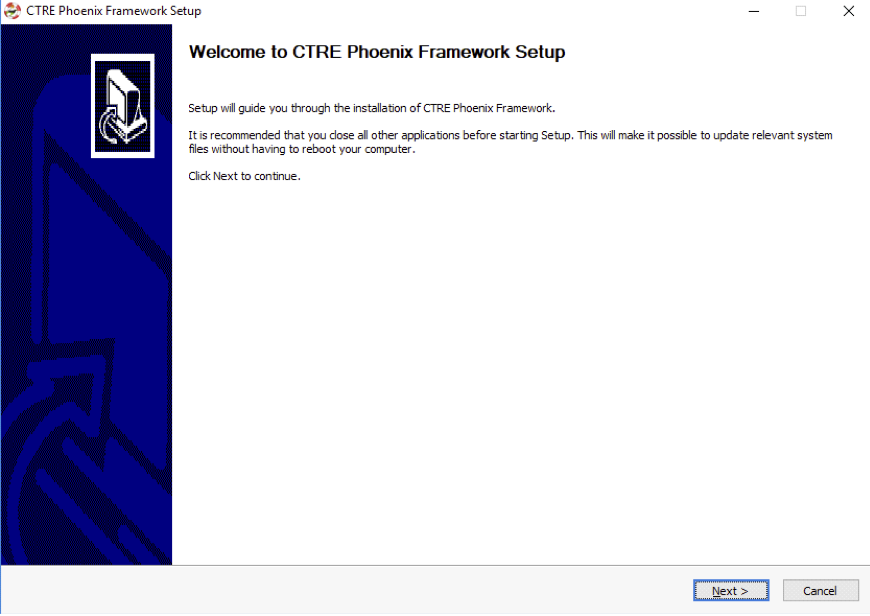 CTRE Phoenix Framework Setup
Welcome to CTRE Phoenix Framework Setup
Setup will guide you through the installation of CTRE Phoenix Framework.
It is recommended that you close all other applications before starting Setup. This will make it possible to update relevant system
files without having to reboot your computer.
Click Next to continue.
Next >
Cancel